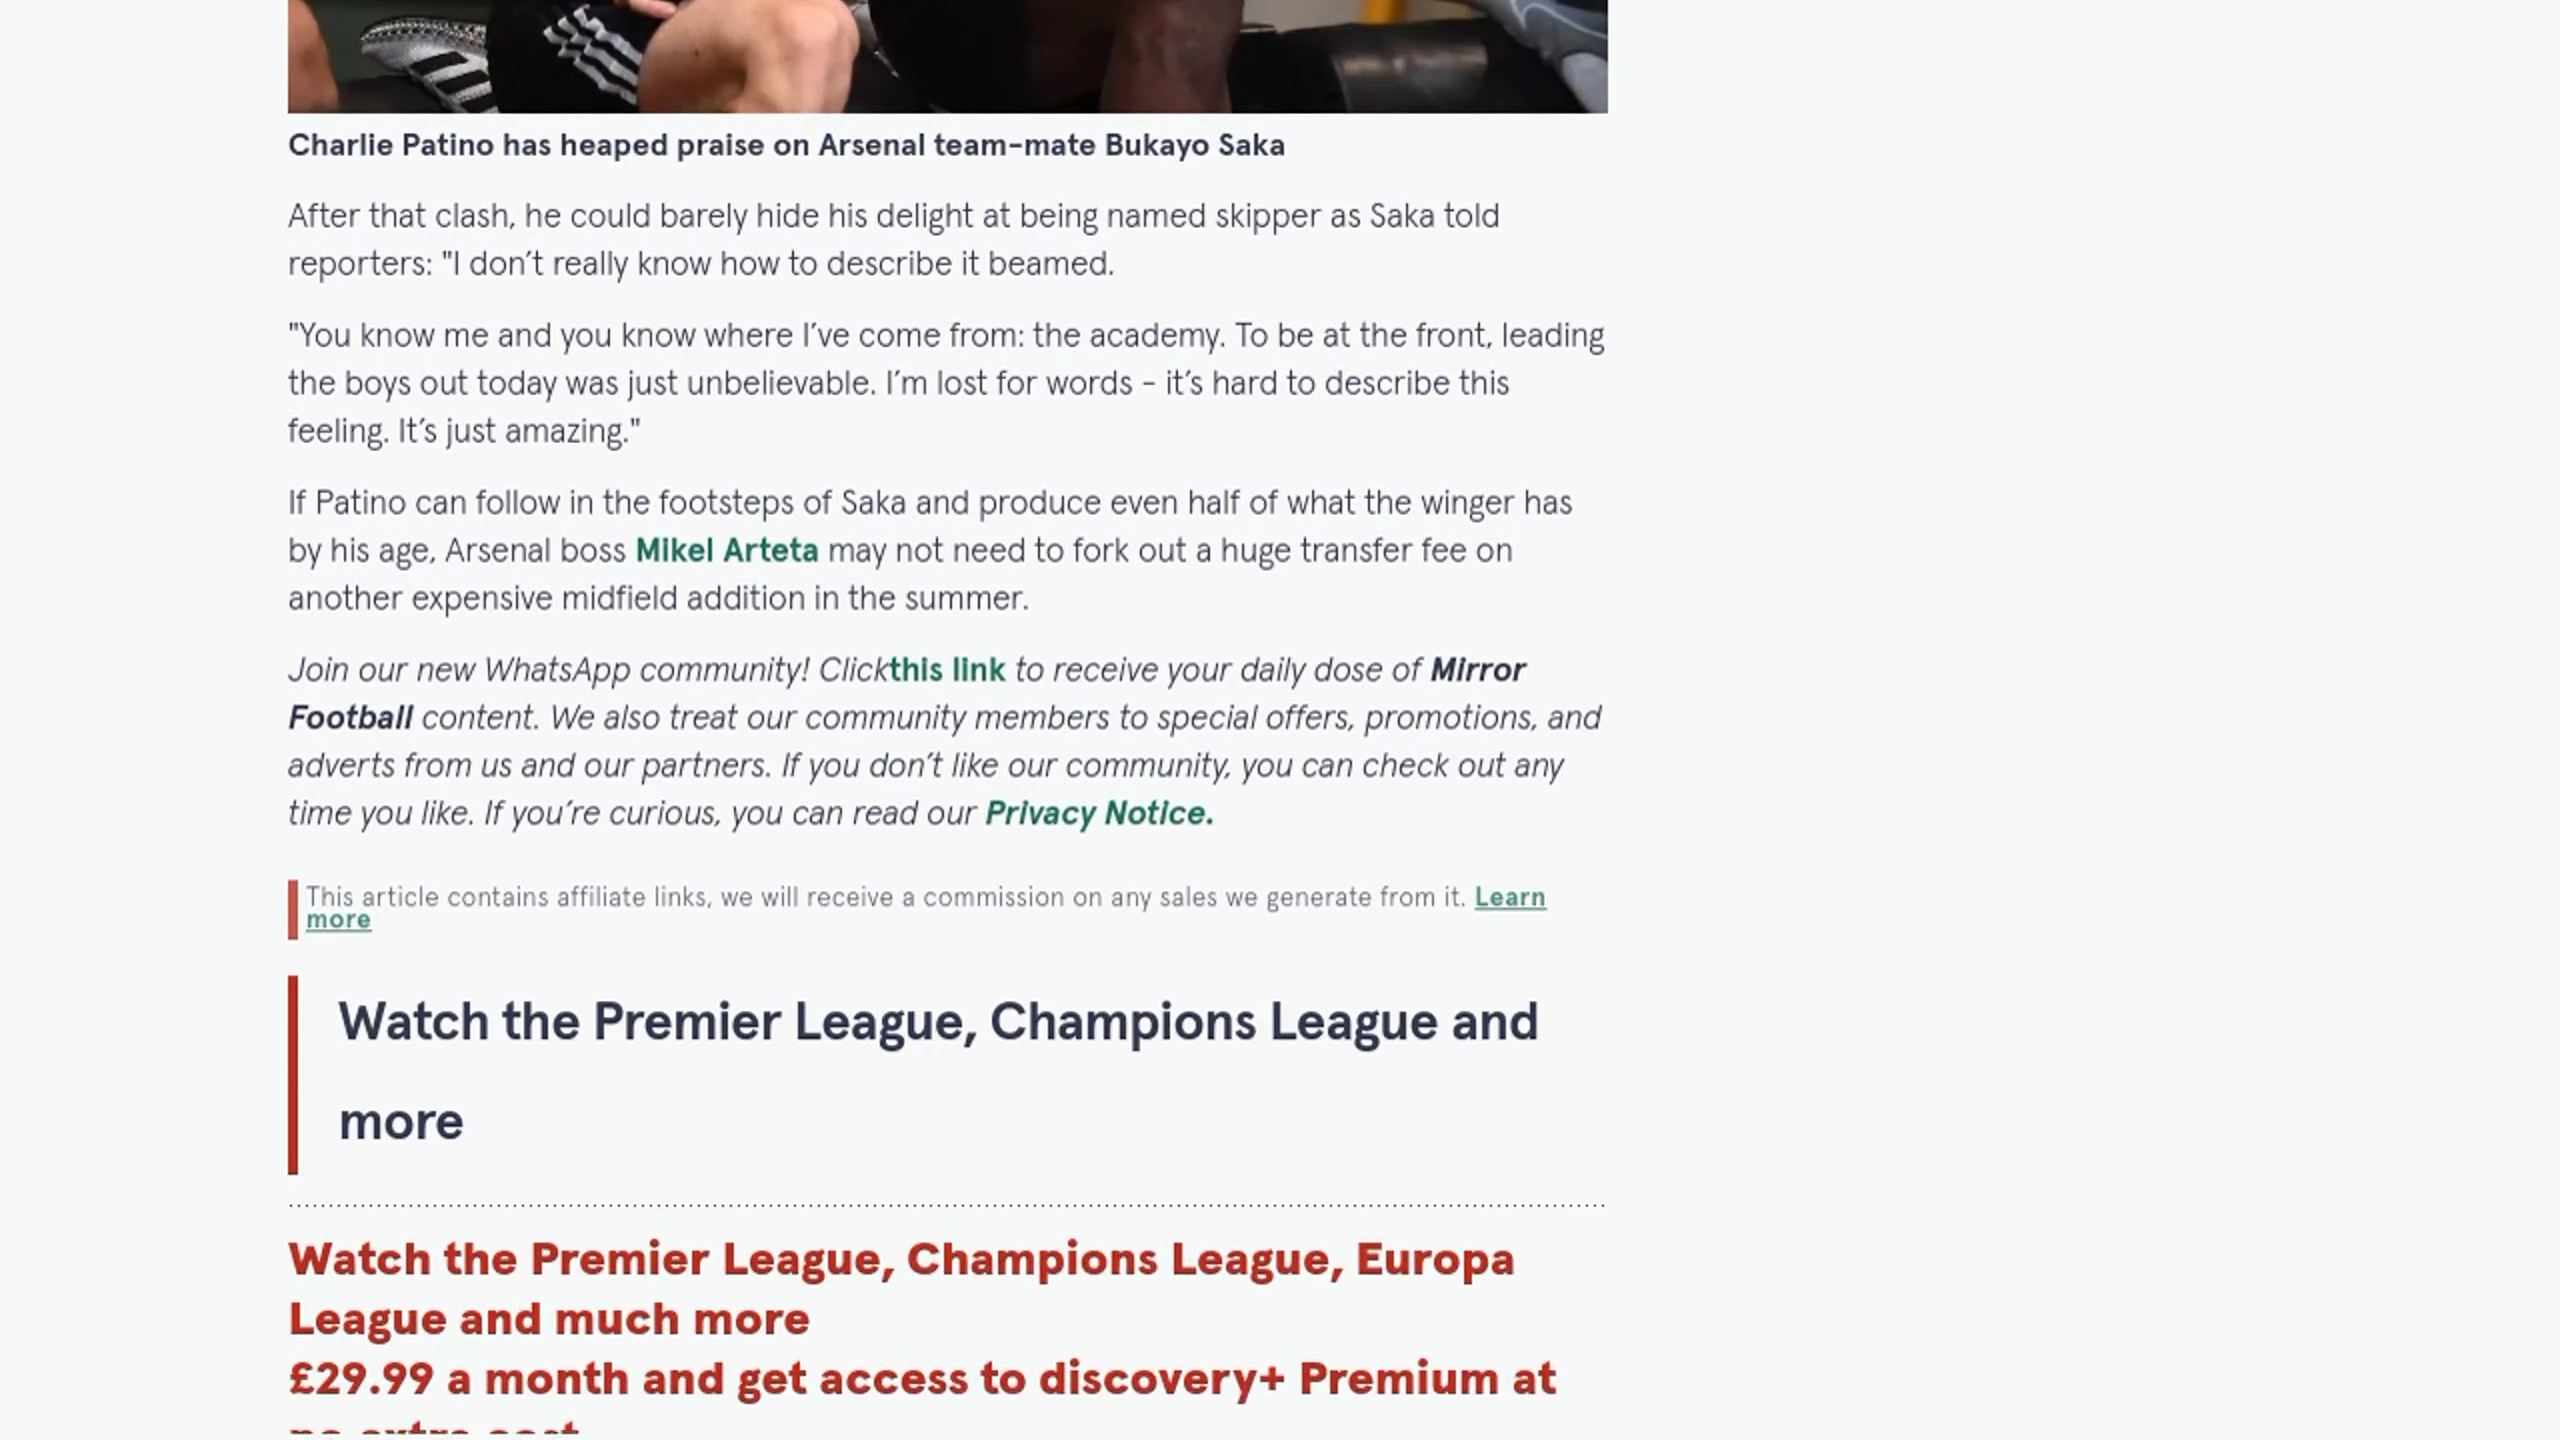 Charlie Patino has heaped praise on Arsenal team-mate Bukayo Saka
After that clash, he could barely hide his delight at being named skipper as Saka told
reporters: "I don’t really know how to describe it beamed.
"You know me and you know where I’ve come from: the academy. To be at the front, leading
the boys out today was just unbelievable. I’m lost for words - it’s hard to describe this
feeling. It’s just amazing."
If Patino can follow in the footsteps of Saka and produce even half of what the winger has
by his age, Arsenal boss Mikel Arteta may not need to fork out a huge transfer fee on
another expensive midfield addition in the summer.
Join our new WhatsApp community! Clickthis link to receive your daily dose of Mirror
Football content. We also treat our community members to special offers, promotions, and
adverts from us and our partners. If you don’t like our community, you can check out any
time you like. If you’re curious, you can read our Privacy Notice.
This article contains affiliate links, we will receive a commission on any sales we generate from it. Learn
more
Watch the Premier League, Champions League and
more
Watch the Premier League, Champions League, Europa
League and much more
£29.99 a month and get access to discovery+ Premium at
no extra cost